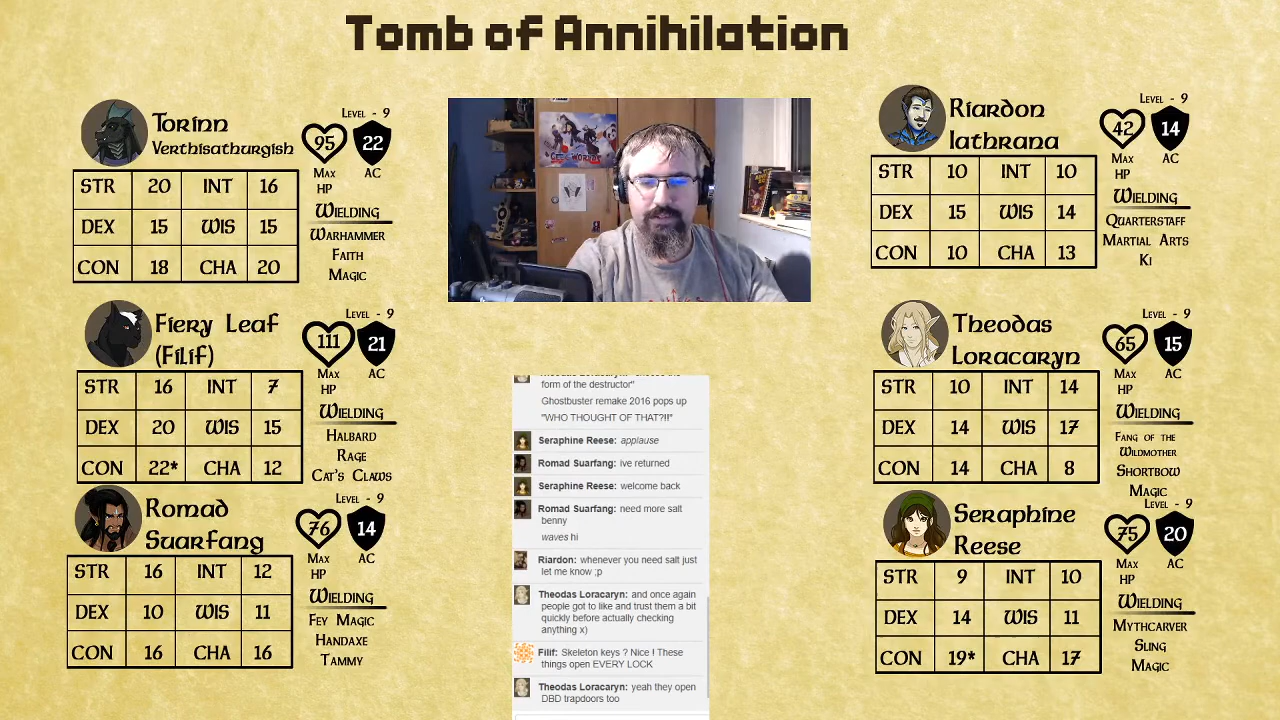 Tomb of Annihilation
Torinn
Verthisathurgish
Level - 9
95
22
Max
HP
AC
STR 20 INT 16
DEX 15 WIS 15
CON 18 CHA 20
Wielding
Warhammer
Faith
Magic
Fiery Leaf
(Filif)
Level - 9
111
21
Max
HP
AC
STR 16 INT 7
DEX 20 WIS 15
CON 22* CHA 12
Wielding
Halbard
Rage
Cat's Claws
Romad
Suarfang
Level - 9
76
14
Max
HP
AC
STR 16 INT 12
DEX 10 WIS 11
CON 16 CHA 16
Wielding
Fey Magic
Handaxe
Tammy
form of the destructor"
Ghostbuster remake 2016 pops up
"WHO THOUGHT OF THAT?!!"
Seraphine Reese: applause
Romad Suarfang: ive returned
Seraphine Reese: welcome back
Romad Suarfang: need more salt
benny
waves hi
Riardon: whenever you need salt just
let me know ;p
Theodas Loracaryn: and once again
people got to like and trust them a bit
quickly before actually checking
anything x)
Filif: Skeleton keys ? Nice ! These
things open EVERY LOCK
Theodas Loracaryn: yeah they open
DBD trapdoors too
Riardon
Iathrana
Level - 9
42
14
Max
HP
AC
STR 10 INT 10
DEX 15 WIS 14
CON 10 CHA 13
Wielding
Quarterstaff
Martial Arts
Ki
Theodas
Loracaryn
Level - 9
65
15
Max
HP
AC
STR 10 INT 14
DEX 14 WIS 17
CON 14 CHA 8
Wielding
Fang of the
Wildmother
Shortbow
Magic
Seraphine
Reese
Level - 9
75
20
Max
HP
AC
STR 9 INT 10
DEX 14 WIS 11
CON 19* CHA 17
Wielding
Mythcarver
Sling
Magic